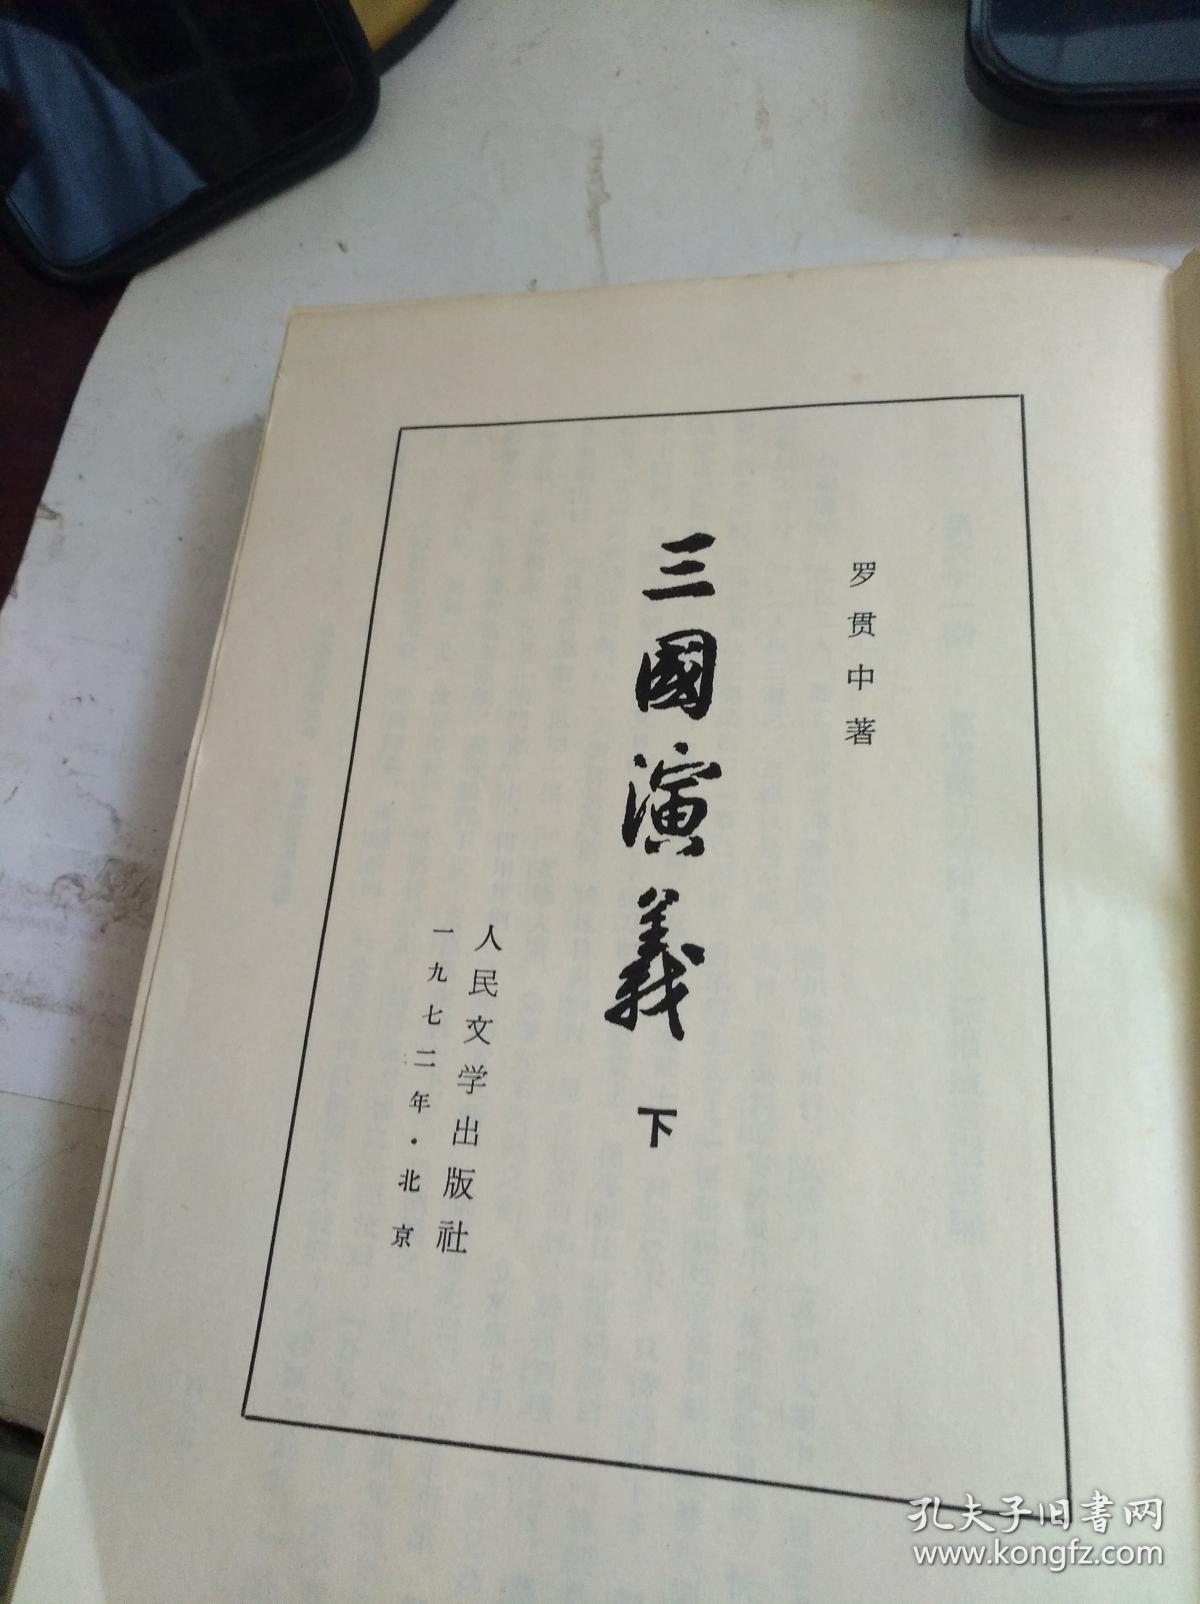 罗贯中著
三國演義 下
人民文学出版社
一九七二年·北京
孔夫子旧书网
www.kongfz.com